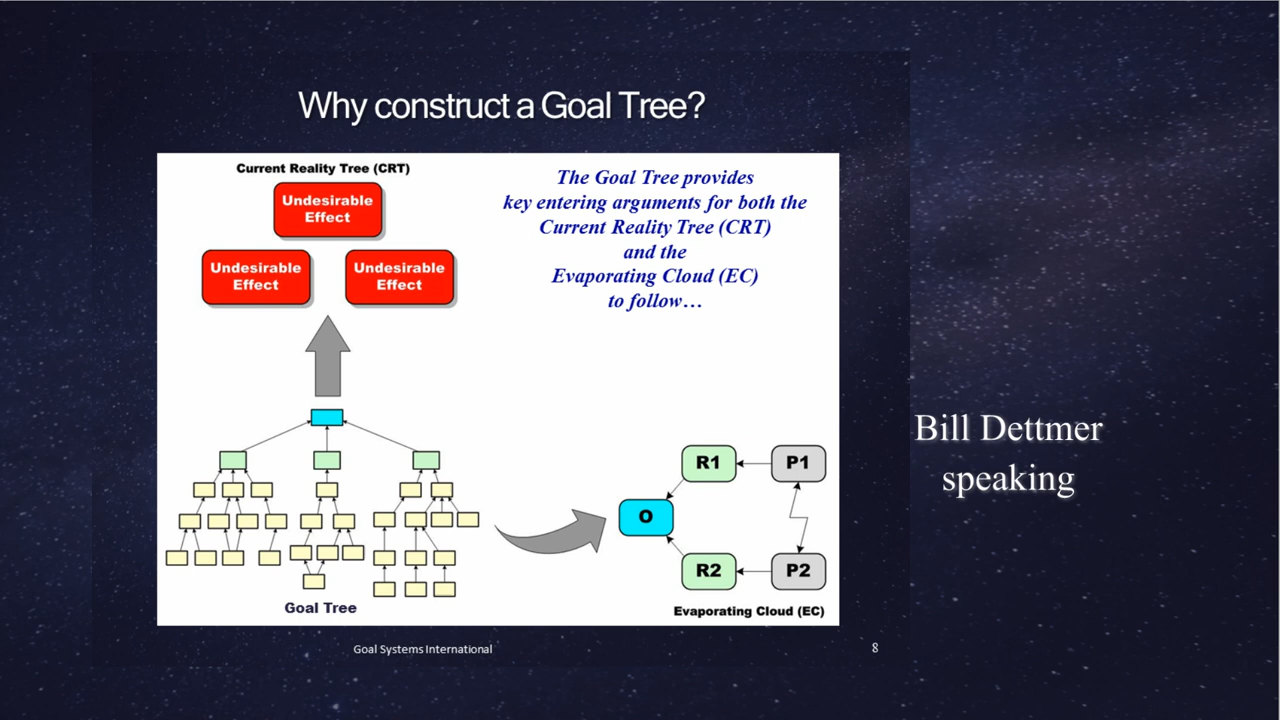 Why construct a Goal Tree?
Current Reality Tree (CRT)
Undesirable
Effect
Undesirable
Effect
Undesirable
Effect
The Goal Tree provides
key entering arguments for both the
Current Reality Tree (CRT)
and the
Evaporating Cloud (EC)
to follow…
Goal Tree
R1
P1
O
R2
P2
Evaporating Cloud (EC)
Bill Dettmer
speaking
Goal Systems International
8